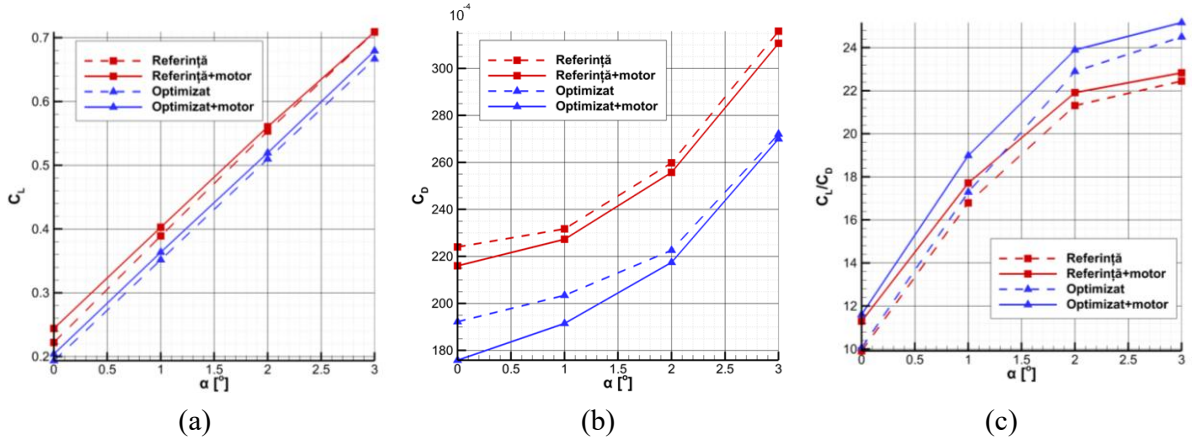 0.7
0.6
0.5
0.4
0.3
0.2
C_L
Referință
Referință+motor
Optimizat
Optimizat+motor
0 0.5 1 1.5 2 2.5 3
α [°]
(a)
10⁻⁴
300
280
260
240
220
200
180
C_D
Referință
Referință+motor
Optimizat
Optimizat+motor
0 0.5 1 1.5 2 2.5 3
α [°]
(b)
24
22
20
18
16
14
12
10
C_L/C_D
Referință
Referință+motor
Optimizat
Optimizat+motor
0 0.5 1 1.5 2 2.5 3
α [°]
(c)